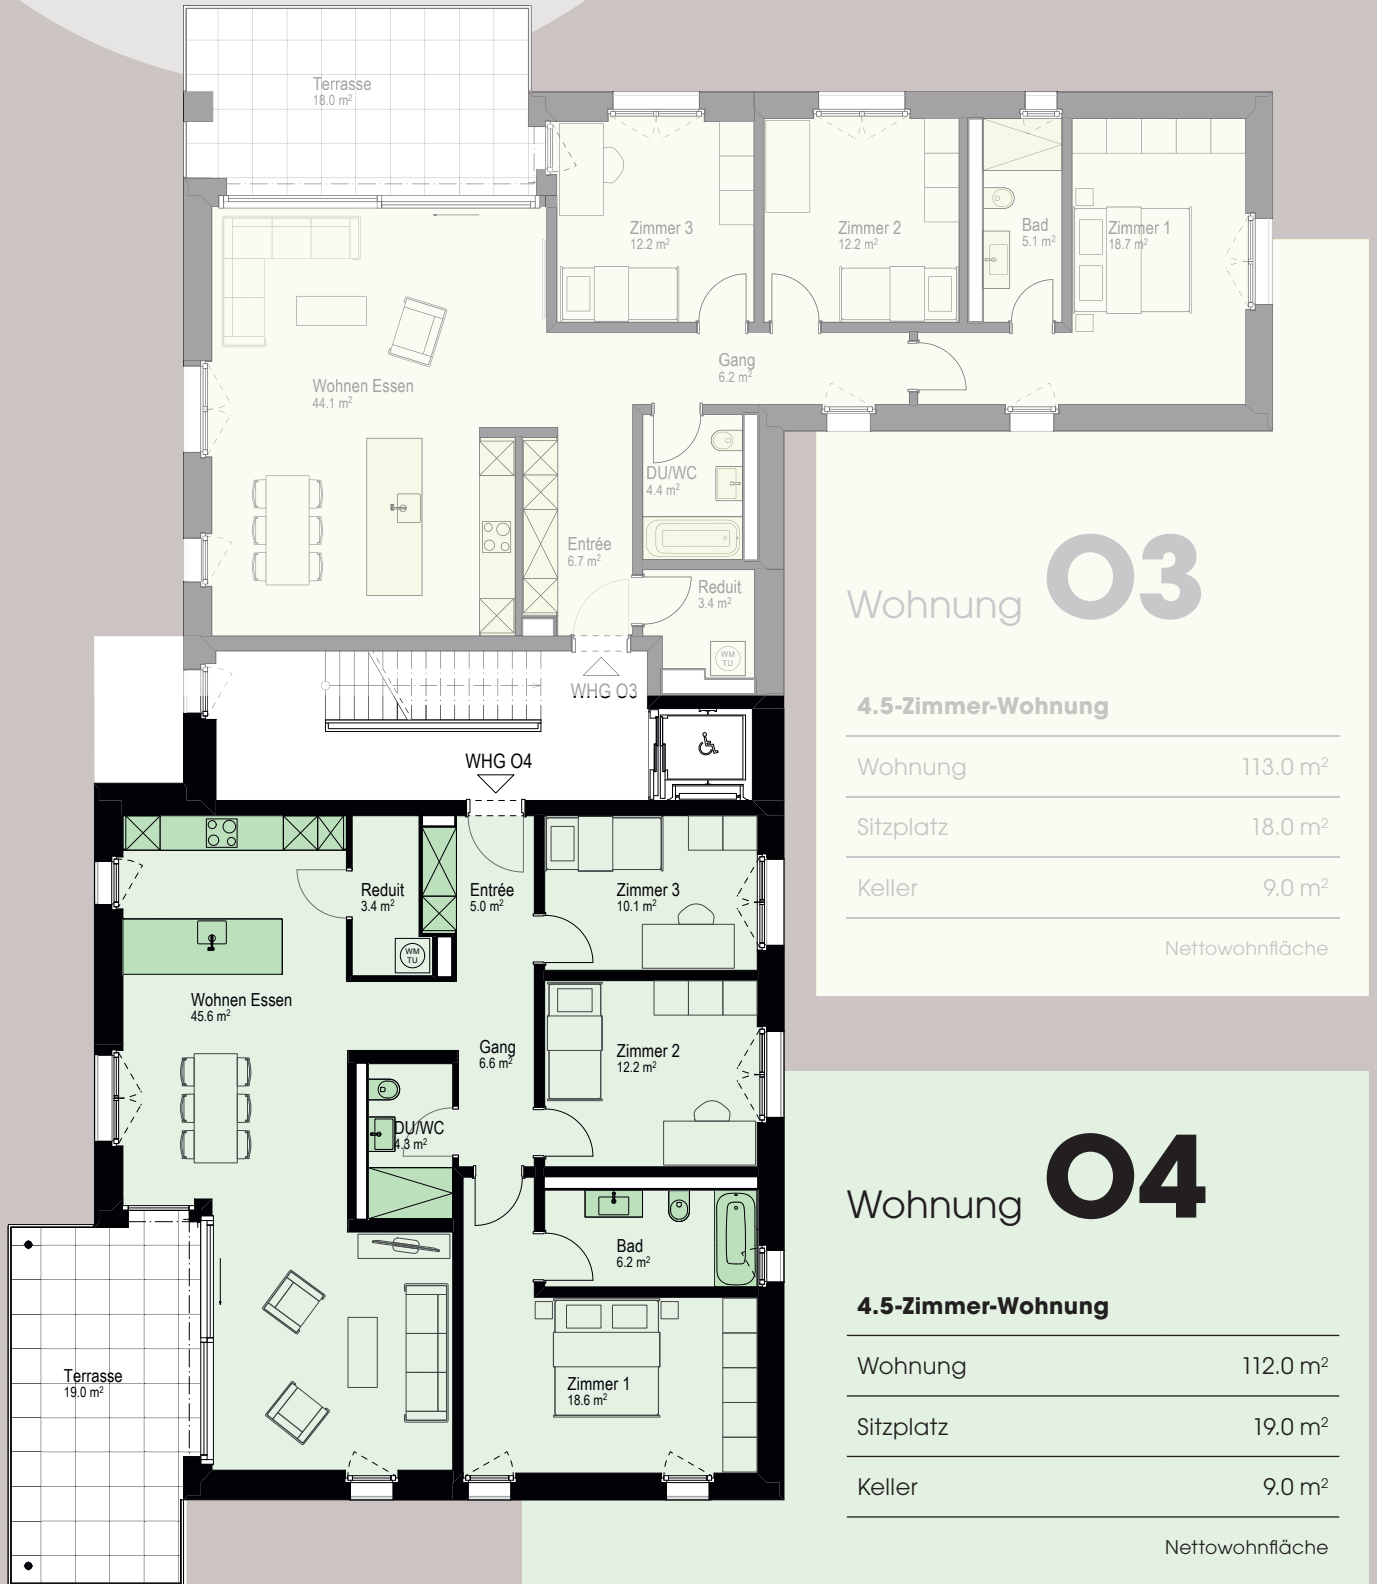 Terrasse
18.0 m²
Zimmer 3
12.2 m²
Zimmer 2
12.2 m²
Bad
5.1 m²
Zimmer 1
18.7 m²
Gang
6.2 m²
Wohnen Essen
44.1 m²
DU/WC
4.4 m²
Entrée
6.7 m²
Reduit
3.4 m²
WM
TU
WHG O3
Wohnung O3
4.5-Zimmer-Wohnung
Wohnung 113.0 m²
Sitzplatz 18.0 m²
Keller 9.0 m²
Nettowohnfläche
WHG O4
Reduit
3.4 m²
WM
TU
Entrée
5.0 m²
Zimmer 3
10.1 m²
Wohnen Essen
45.6 m²
Gang
6.6 m²
Zimmer 2
12.2 m²
DU/WC
4.3 m²
Bad
6.2 m²
Terrasse
19.0 m²
Zimmer 1
18.6 m²
Wohnung O4
4.5-Zimmer-Wohnung
Wohnung 112.0 m²
Sitzplatz 19.0 m²
Keller 9.0 m²
Nettowohnfläche